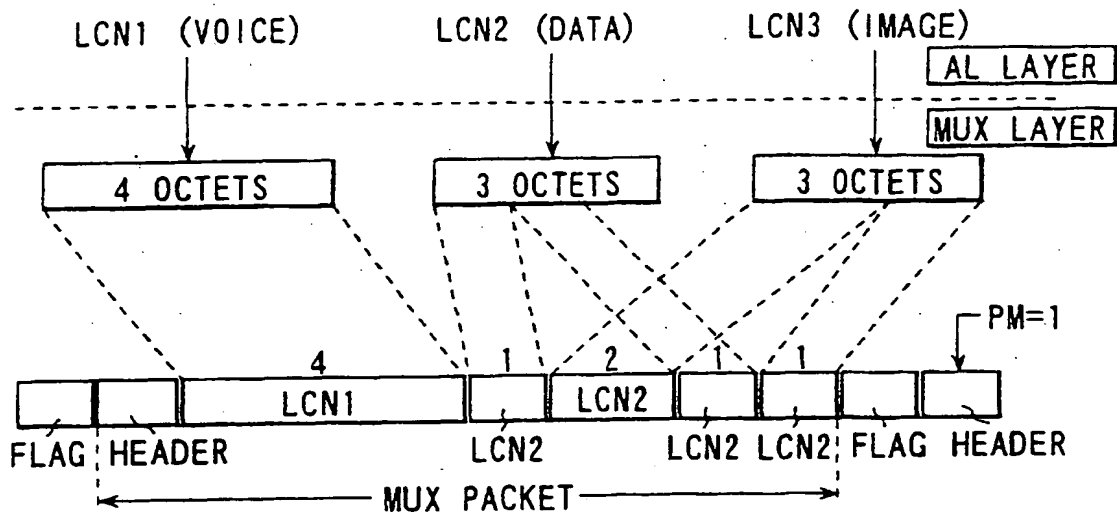 LCN1 (VOICE) LCN2 (DATA) LCN3 (IMAGE)
AL LAYER
MUX LAYER
4 OCTETS 3 OCTETS 3 OCTETS
PM=1
4 1 2 1 1
LCN1 LCN2
FLAG HEADER LCN2 LCN2 LCN2 FLAG HEADER
MUX PACKET